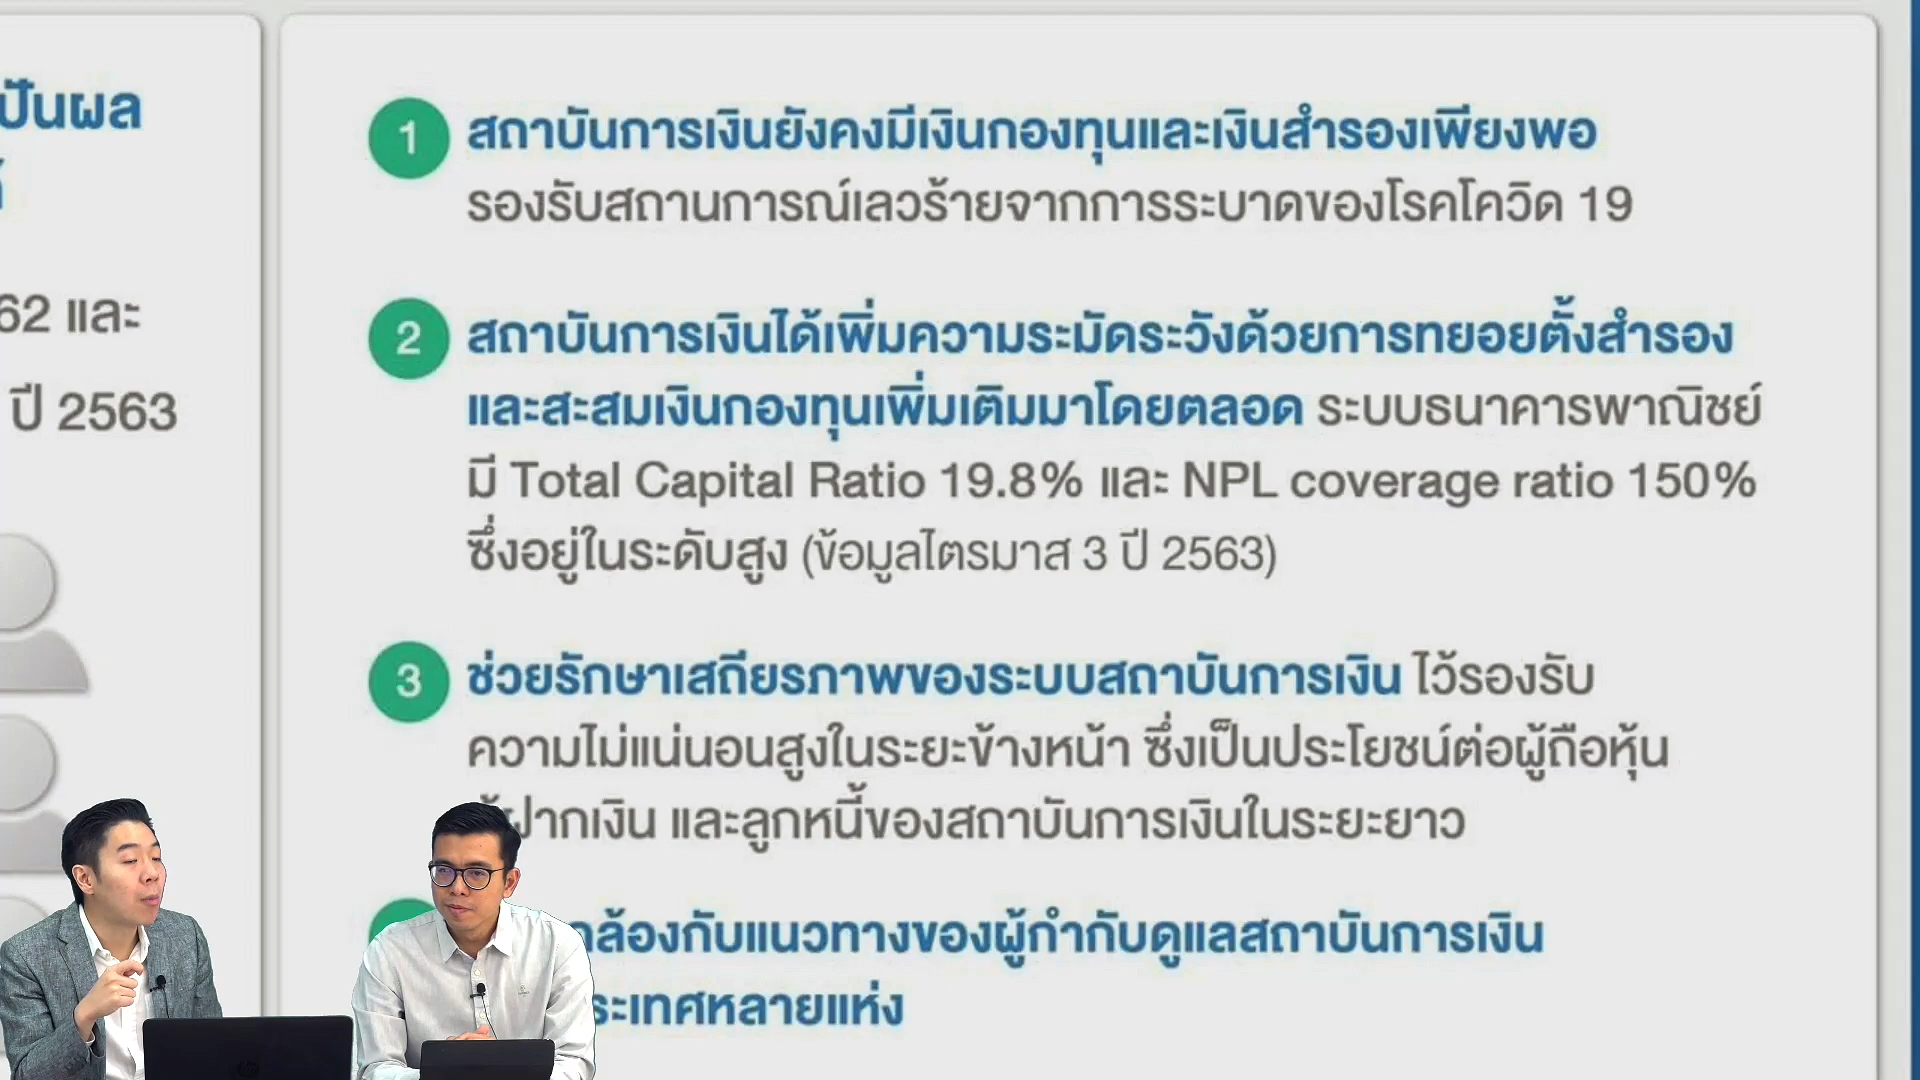 ปันผล
62 และ
ปี 2563
1 สถาบันการเงินยังคงมีเงินกองทุนและเงินสำรองเพียงพอ
รองรับสถานการณ์เลวร้ายจากการระบาดของโรคโควิด 19
2 สถาบันการเงินได้เพิ่มความระมัดระวังด้วยการทยอยตั้งสำรอง
และสะสมเงินกองทุนเพิ่มเติมมาโดยตลอด ระบบธนาคารพาณิชย์
มี Total Capital Ratio 19.8% และ NPL coverage ratio 150%
ซึ่งอยู่ในระดับสูง (ข้อมูลไตรมาส 3 ปี 2563)
3 ช่วยรักษาเสถียรภาพของระบบสถาบันการเงิน ไว้รองรับ
ความไม่แน่นอนสูงในระยะข้างหน้า ซึ่งเป็นประโยชน์ต่อผู้ถือหุ้น
ฝากเงิน และลูกหนี้ของสถาบันการเงินในระยะยาว
ล้องกับแนวทางของผู้กำกับดูแลสถาบันการเงิน
ระเทศหลายแห่ง